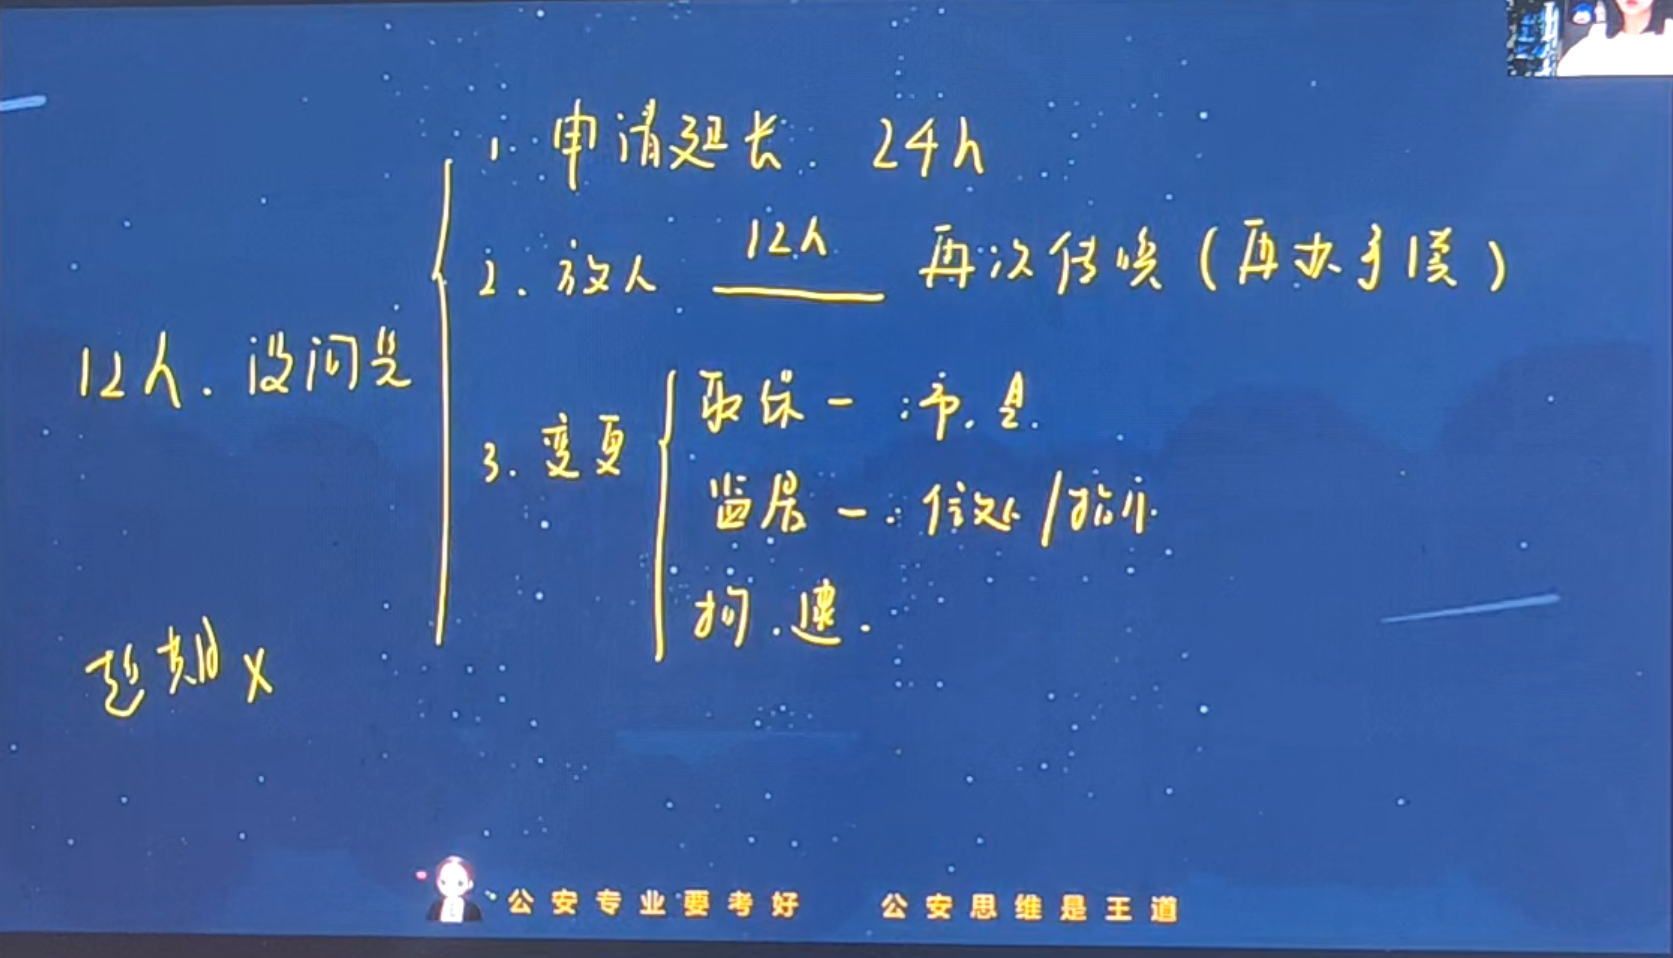 1. 申请延长 24h
2. 放人 12h 再次传唤(再办手续)
12h. 没问完
3. 变更
取保 — 市.县.
监居 — 住处/指定.
拘.逮.
超期 x
公安专业要考好 公安思维是王道